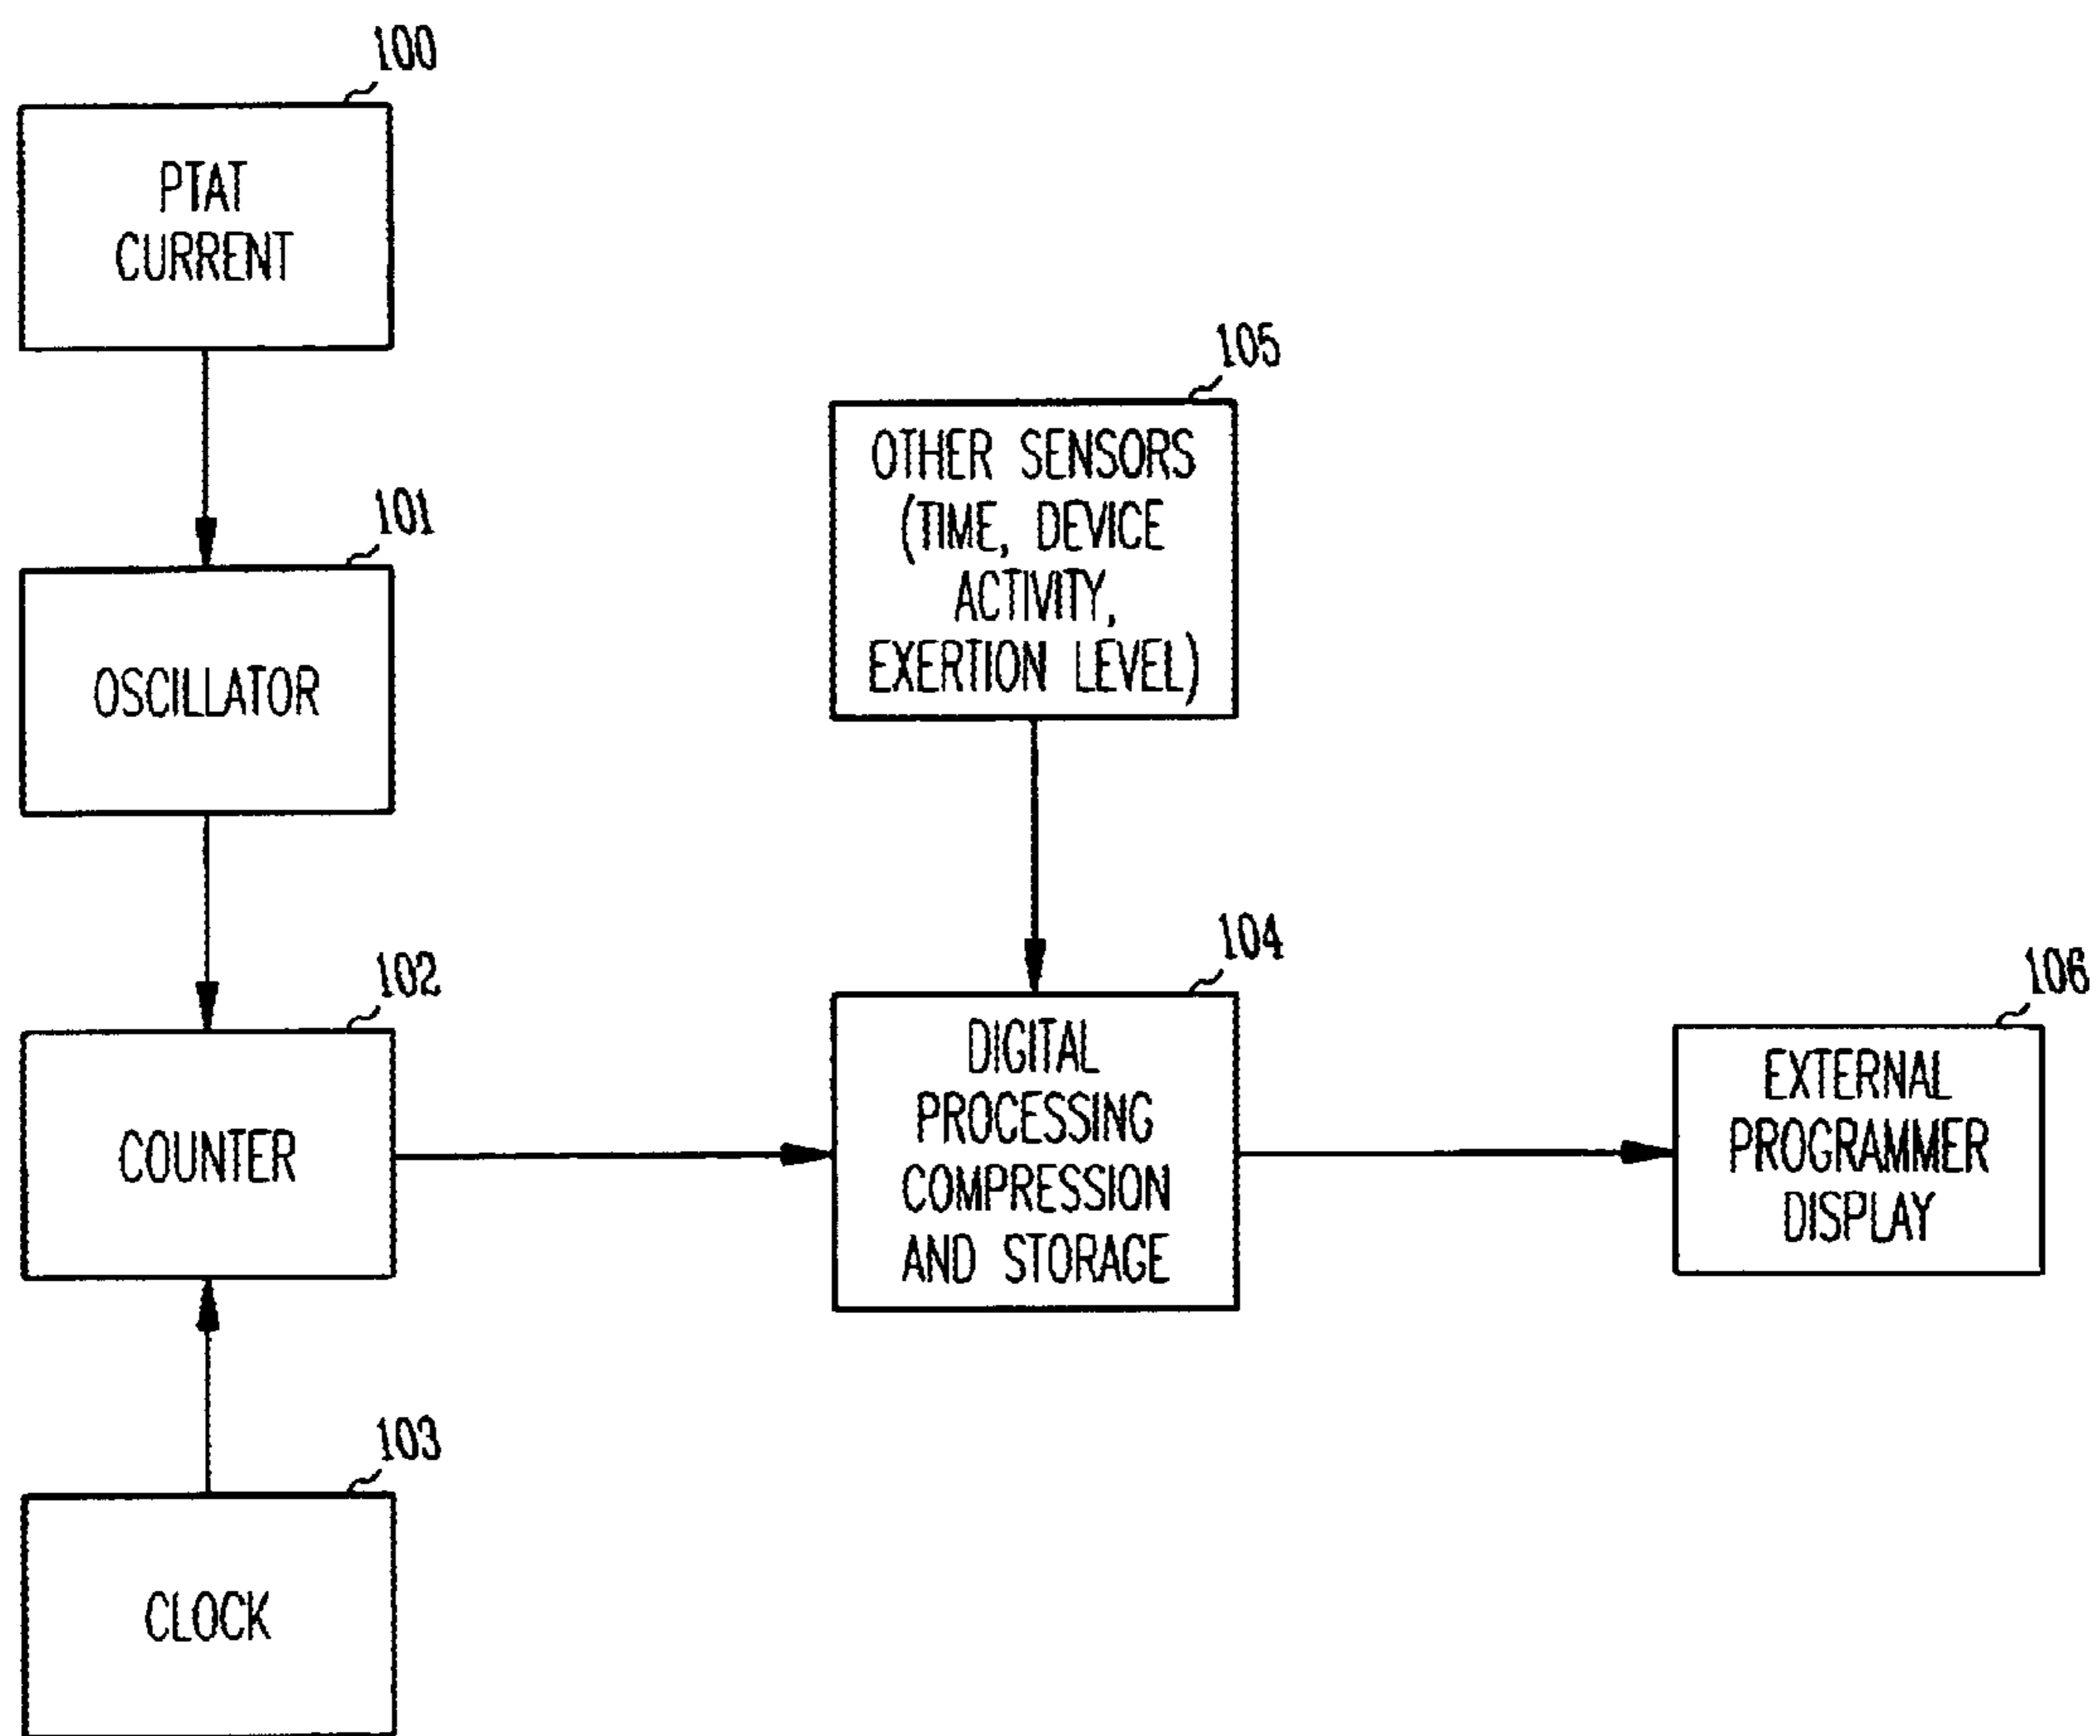 100
PTAT
CURRENT
101
OSCILLATOR
102
COUNTER
103
CLOCK
105
OTHER SENSORS
(TIME, DEVICE
ACTIVITY,
EXERTION LEVEL)
104
DIGITAL
PROCESSING
COMPRESSION
AND STORAGE
106
EXTERNAL
PROGRAMMER
DISPLAY